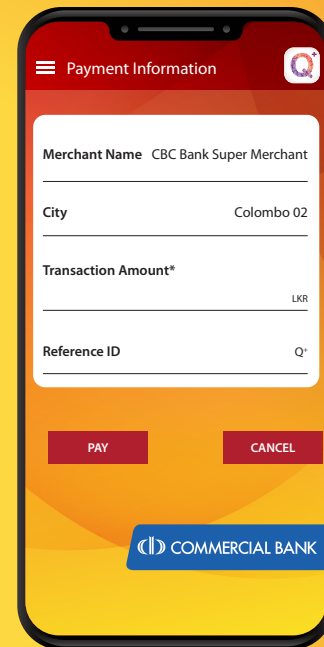 Payment Information
Q+
Merchant Name CBC Bank Super Merchant
City Colombo 02
Transaction Amount*
LKR
Reference ID Q+
PAY CANCEL
COMMERCIAL BANK